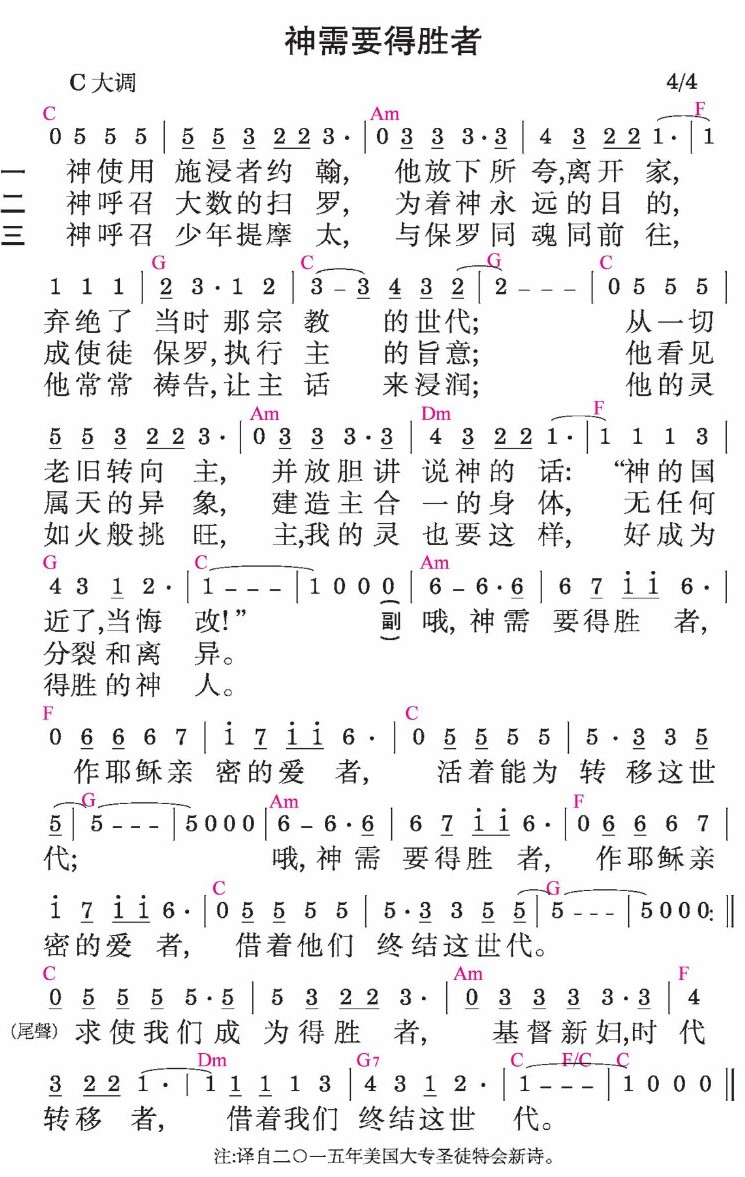 神需要得胜者
C 大调 4/4
C Am F
0 5 5 5 | 5 5 3 2 2 3 · | 0 3 3 3 · 3 | 4 3 2 2 1 · | 1
一 神使用 施浸者约 翰, 他放下所 夸,离开 家,
二 神呼召 大数的扫 罗, 为着神永 远的目 的,
三 神呼召 少年提摩 太, 与保罗同 魂同前 往,
G C G C
1 1 1 | 2 3 · 1 2 | 3 – 3 4 3 2 | 2 - - - | 0 5 5 5 |
弃绝了 当时 那宗 教 的世代; 从一切
成使徒 保罗,执行 主 的旨意; 他看见
他常常 祷告,让主 话 来浸润; 他的灵
Am Dm F
5 5 3 2 2 3 · | 0 3 3 3 · 3 | 4 3 2 2 1 · | 1 1 1 3 |
老旧转向 主, 并放胆讲 说神的 话: “神的国
属天的异 象, 建造主合 一的身 体, 无任何
如火般挑 旺, 主,我的灵 也要这 样, 好成为
G C Am
4 3 1 2 · | 1 - - - | 1 0 0 0 | 6 – 6 · 6 | 6 7 i i 6 · |
近了,当悔 改!” (副) 哦, 神需 要得胜 者,
分裂和离 异。
得胜的神 人。
F C
0 6 6 6 7 | i 7 i i 6 · | 0 5 5 5 5 | 5 · 3 3 5
作耶稣亲 密的爱 者, 活着能为 转 移这世
G Am F
5 | 5 - - - | 5 0 0 0 | 6 – 6 · 6 | 6 7 i i 6 · | 0 6 6 6 7 |
代; 哦,神需 要得胜 者, 作耶稣亲
C G
i 7 i i 6 · | 0 5 5 5 5 | 5 · 3 3 5 5 | 5 - - - | 5 0 0 0 :||
密的爱 者, 借着他们 终结这世代。
C Am F
0 5 5 5 5 · 5 | 5 3 2 2 3 · | 0 3 3 3 3 · 3 | 4
(尾聲) 求使我们成 为得胜 者, 基督新妇,时 代
Dm G7 C F/C C
3 2 2 1 · | 1 1 1 1 3 | 4 3 1 2 · | 1 - - - | 1 0 0 0 ||
转移 者, 借着我们 终结这世 代。
注:译自二〇一五年美国大专圣徒特会新诗。